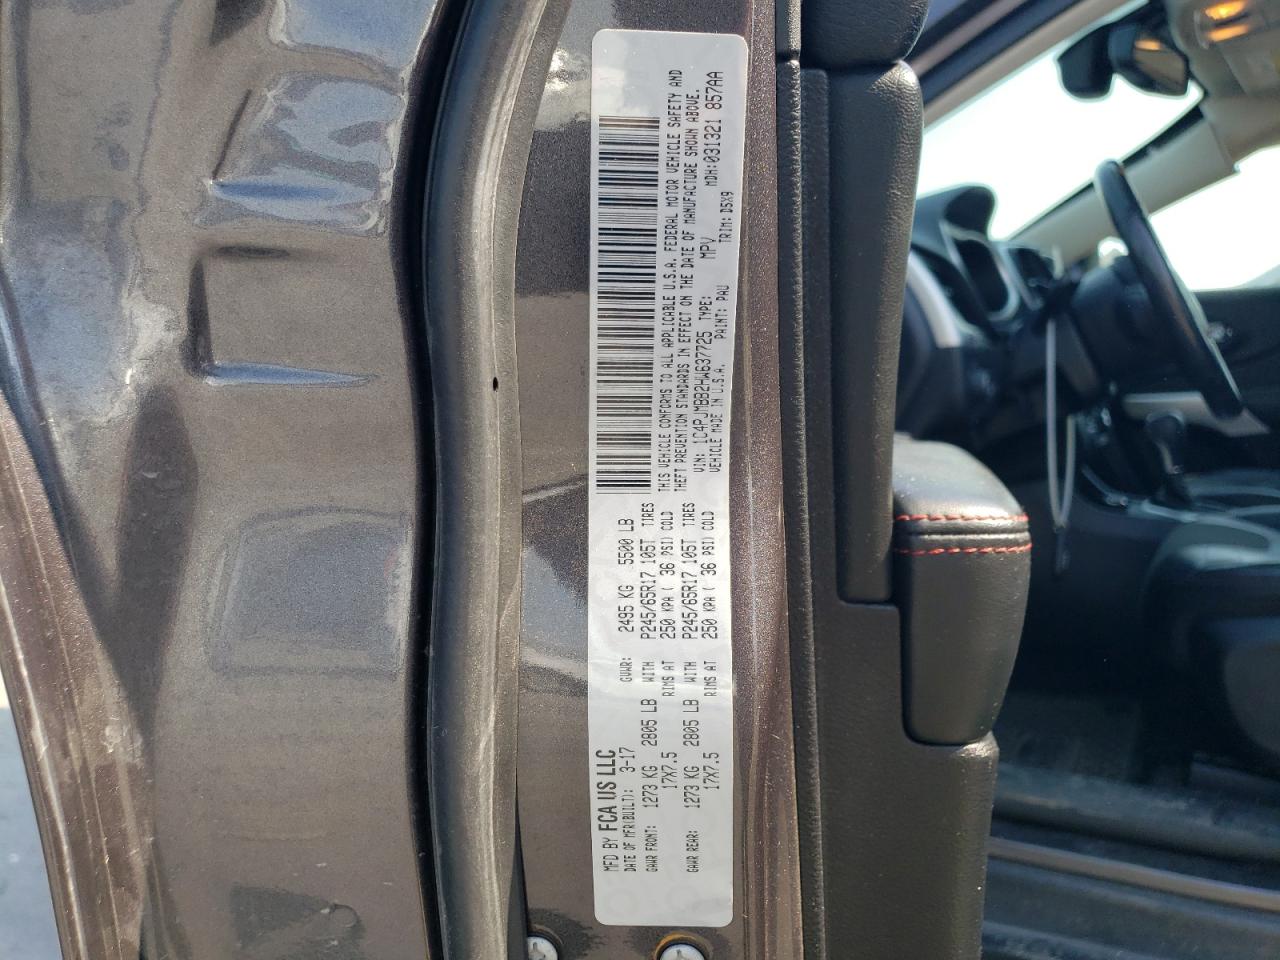 MFD BY FCA US LLC
DATE OF MFR(BUILT): 3-17 GVWR: 2495 KG 5500 LB
GAWR FRONT: 1273 KG 2805 LB WITH P245/65R17 105T TIRES
17X7.5 RIMS AT 250 KPA ( 36 PSI) COLD
GAWR REAR: 1273 KG 2805 LB WITH P245/65R17 105T TIRES
17X7.5 RIMS AT 250 KPA ( 36 PSI) COLD
THIS VEHICLE CONFORMS TO ALL APPLICABLE U.S.A. FEDERAL MOTOR VEHICLE SAFETY AND
THEFT PREVENTION STANDARDS IN EFFECT ON THE DATE OF MANUFACTURE SHOWN ABOVE.
VIN: 1C4PJMBB2HW637725 TYPE: MPV MDH:031321 857AA
VEHICLE MADE IN U.S.A. PAINT: PAU TRIM: D5X9